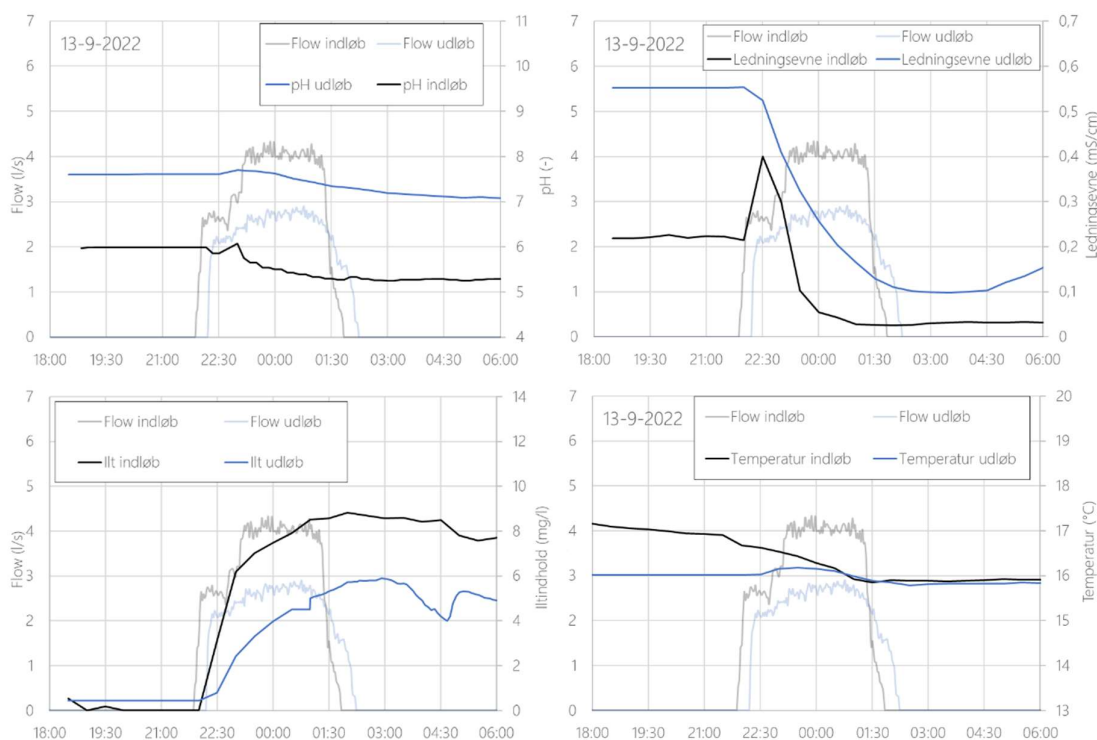 13-9-2022
Flow indløb
Flow udløb
pH udløb
pH indløb
Flow (l/s)
7
6
5
4
3
2
1
0
pH (-)
11
10
9
8
7
6
5
4
18:00 19:30 21:00 22:30 00:00 01:30 03:00 04:30 06:00
13-9-2022
Flow indløb
Flow udløb
Ledningsevne indløb
Ledningsevne udløb
7
6
5
4
3
2
1
0
Ledningsevne (mS/cm)
0,7
0,6
0,5
0,4
0,3
0,2
0,1
0
18:00 19:30 21:00 22:30 00:00 01:30 03:00 04:30 06:00
Flow indløb
Flow udløb
Ilt indløb
Ilt udløb
Flow (l/s)
7
6
5
4
3
2
1
0
Iltindhold (mg/l)
14
12
10
8
6
4
2
0
18:00 19:30 21:00 22:30 00:00 01:30 03:00 04:30 06:00
13-9-2022
Flow indløb
Flow udløb
Temperatur indløb
Temperatur udløb
7
6
5
4
3
2
1
0
Temperatur (°C)
20
19
18
17
16
15
14
13
18:00 19:30 21:00 22:30 00:00 01:30 03:00 04:30 06:00